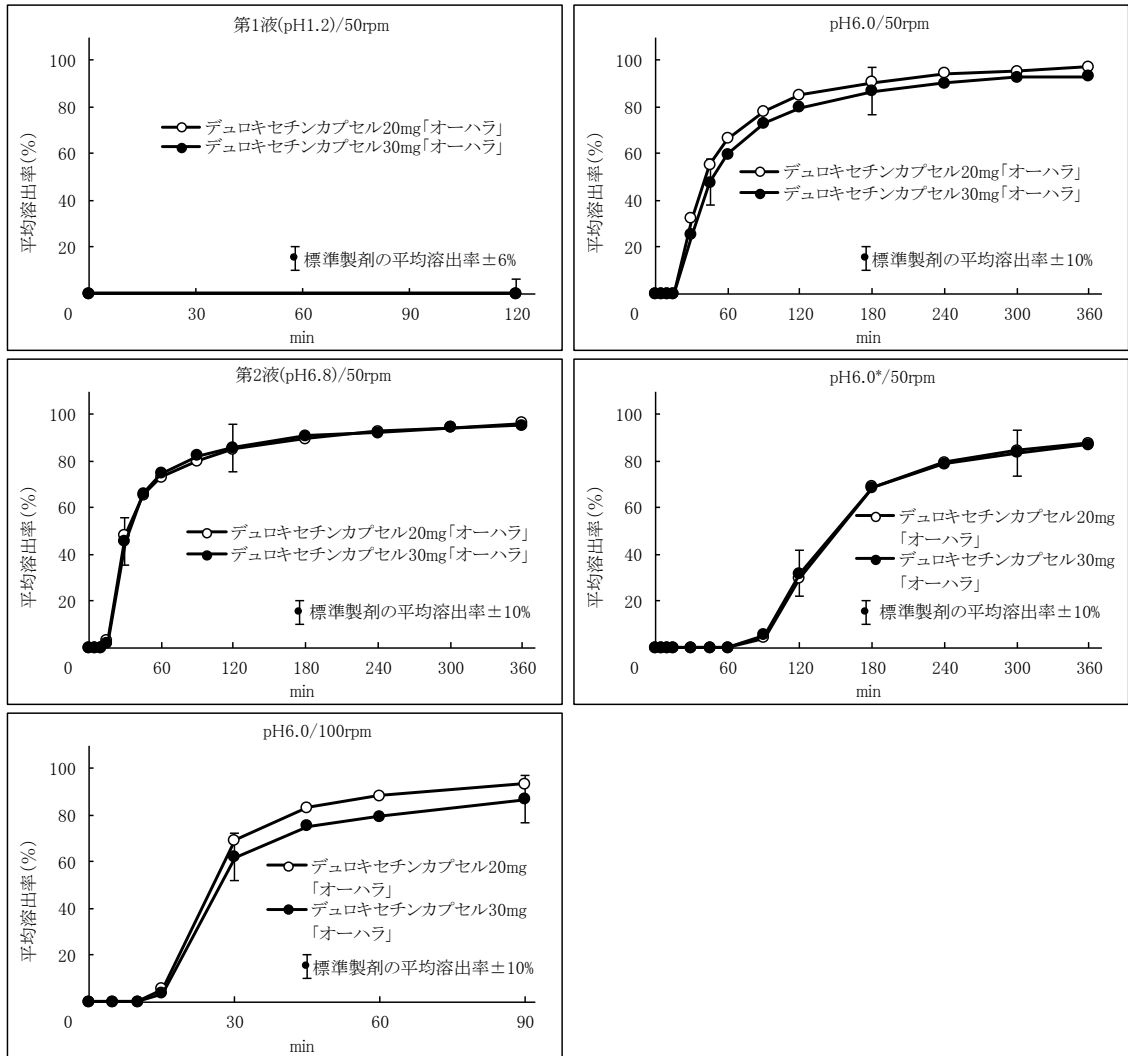 第1液(pH1.2)/50rpm
平均溶出率(%)
100
80
60
40
20
0
30
60
90
120
min
デュロキセチンカプセル20mg「オーハラ」
デュロキセチンカプセル30mg「オーハラ」
標準製剤の平均溶出率±6%
pH6.0/50rpm
平均溶出率(%)
100
80
60
40
20
0
60
120
180
240
300
360
min
デュロキセチンカプセル20mg「オーハラ」
デュロキセチンカプセル30mg「オーハラ」
標準製剤の平均溶出率±10%
第2液(pH6.8)/50rpm
平均溶出率(%)
100
80
60
40
20
0
60
120
180
240
300
360
min
デュロキセチンカプセル20mg「オーハラ」
デュロキセチンカプセル30mg「オーハラ」
標準製剤の平均溶出率±10%
pH6.0*/50rpm
平均溶出率(%)
100
80
60
40
20
0
60
120
180
240
300
360
min
デュロキセチンカプセル20mg
「オーハラ」
デュロキセチンカプセル30mg
「オーハラ」
標準製剤の平均溶出率±10%
pH6.0/100rpm
平均溶出率(%)
100
80
60
40
20
0
30
60
90
min
デュロキセチンカプセル20mg
「オーハラ」
デュロキセチンカプセル30mg
「オーハラ」
標準製剤の平均溶出率±10%